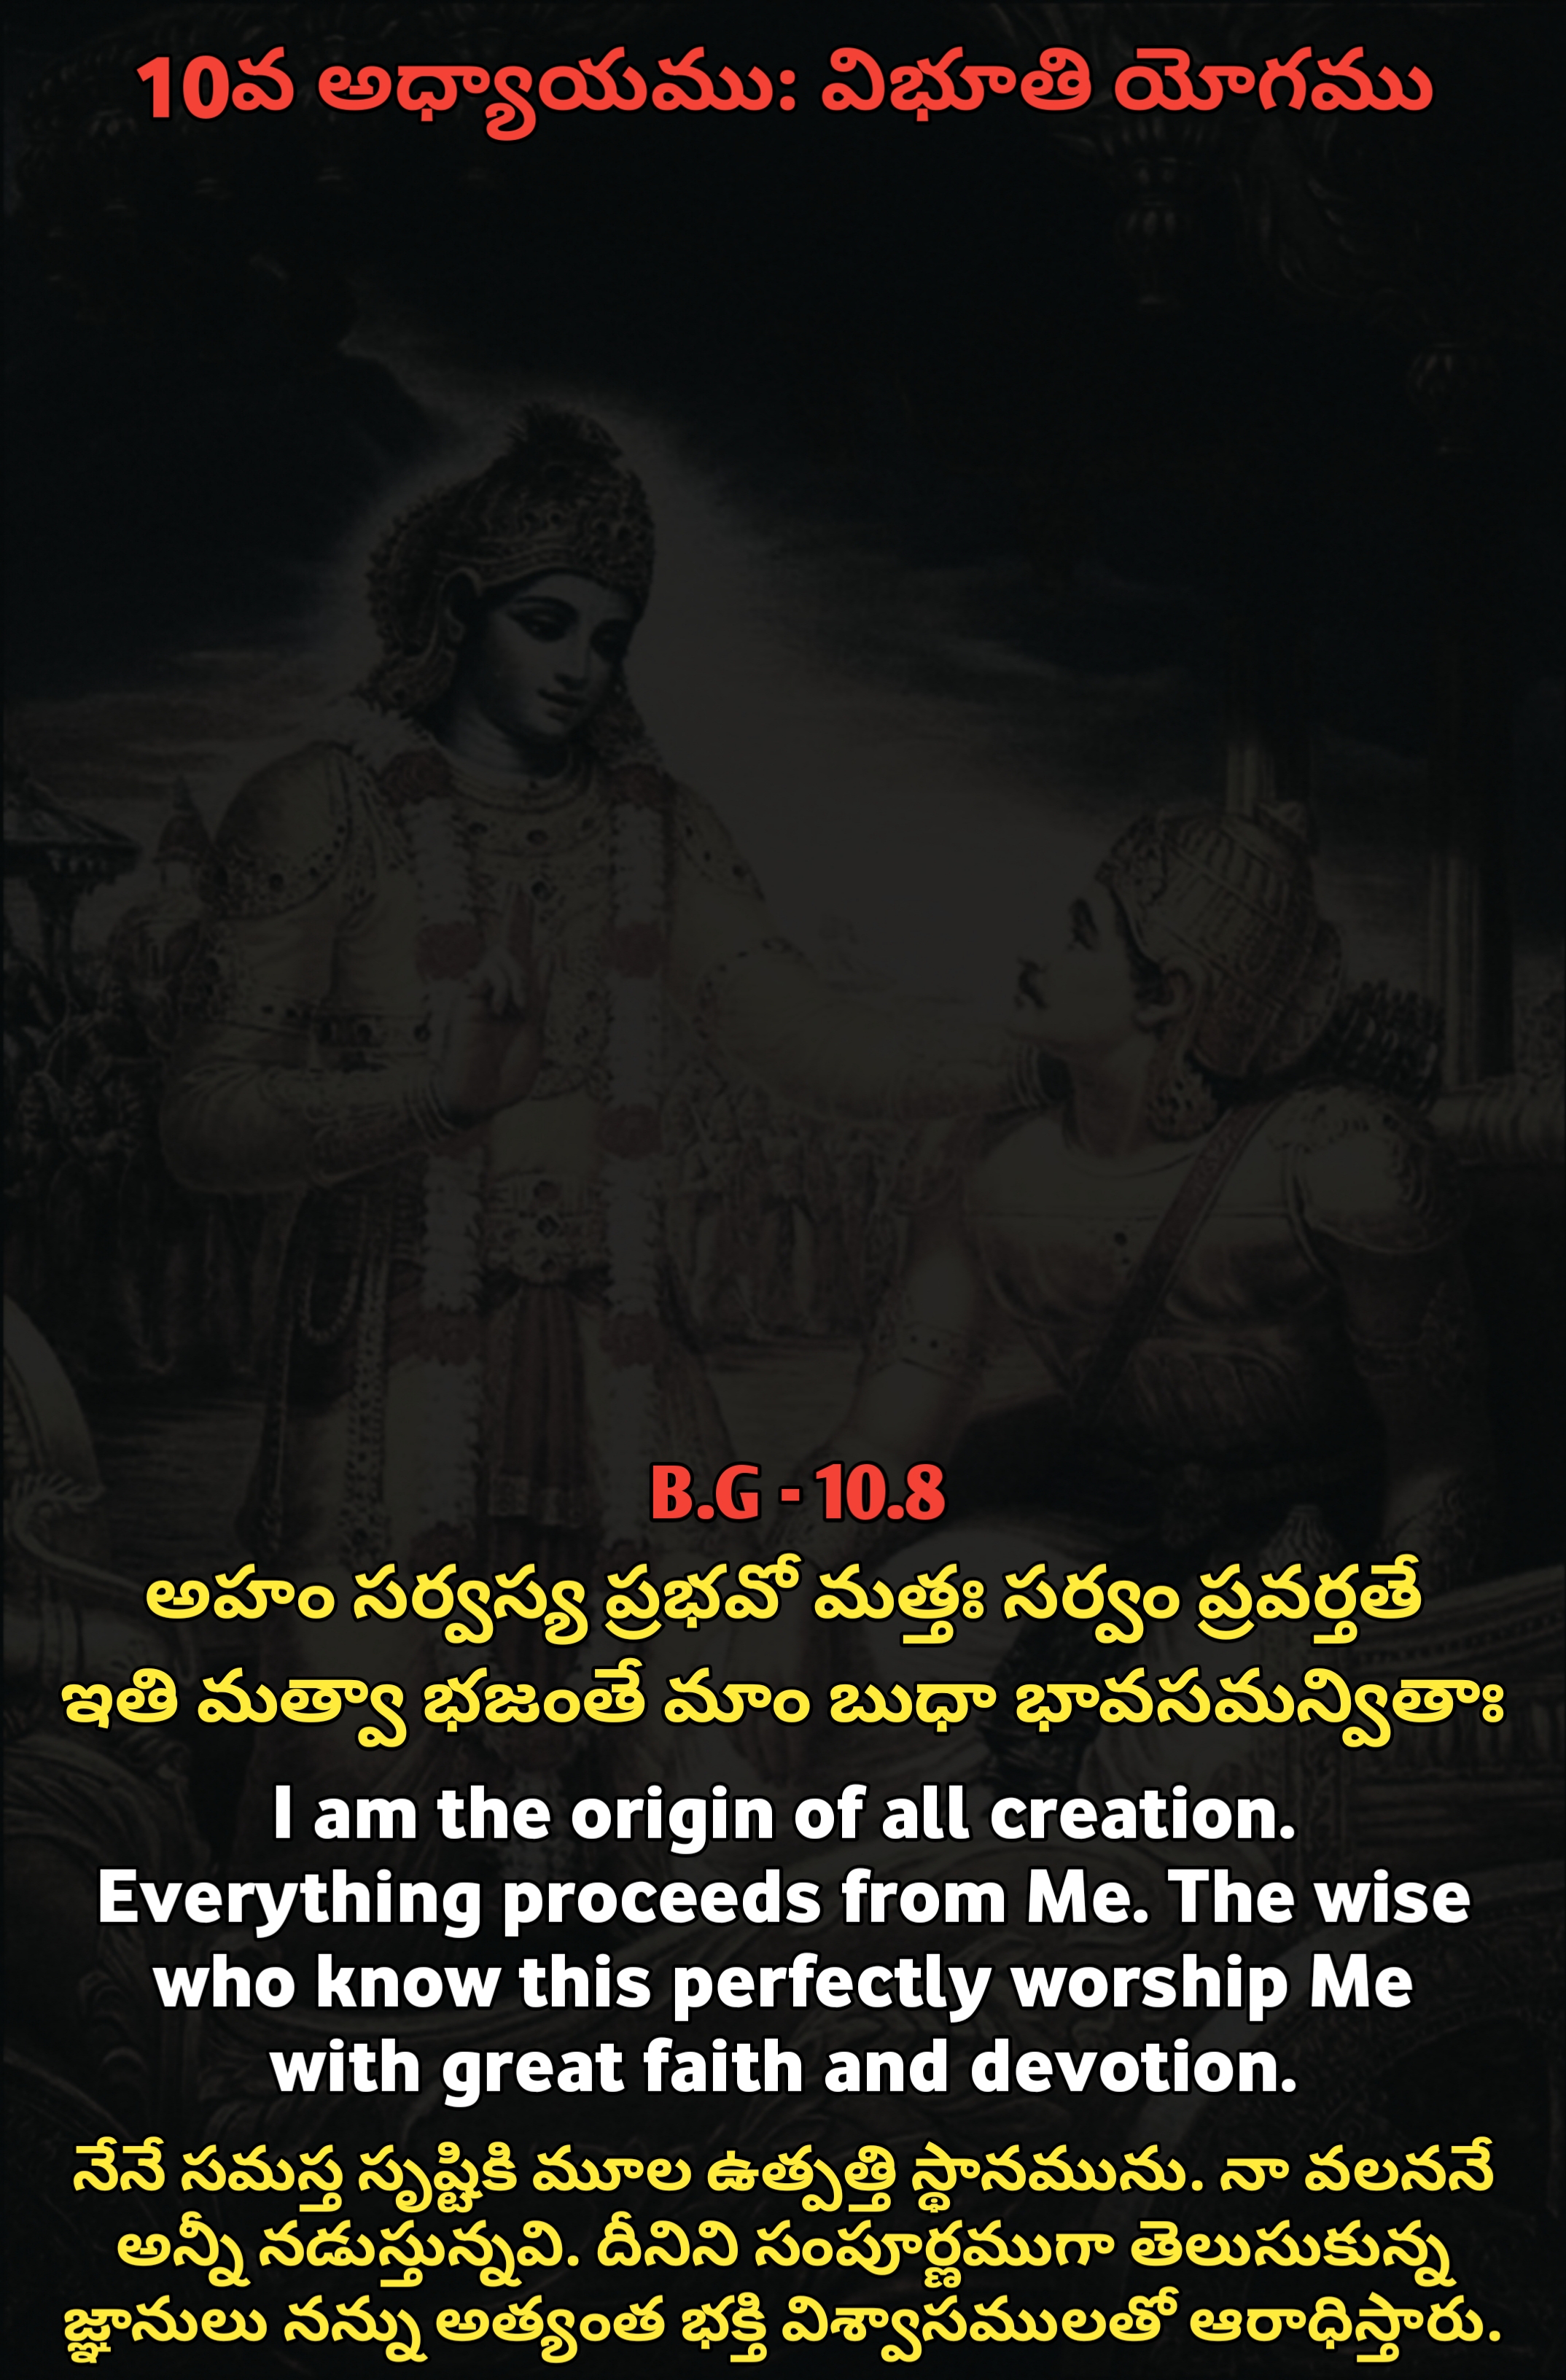 10వ అధ్యాయము: విభూతి యోగము
B.G - 10.8
అహం సర్వస్య ప్రభవో మత్తః సర్వం ప్రవర్తతే
ఇతి మత్వా భజంతే మాం బుధా భావసమన్వితాః
I am the origin of all creation.
Everything proceeds from Me. The wise
who know this perfectly worship Me
with great faith and devotion.
నేనే సమస్త సృష్టికి మూల ఉత్పత్తి స్థానమును. నా వలననే
అన్నీ నడుస్తున్నవి. దీనిని సంపూర్ణముగా తెలుసుకున్న
జ్ఞానులు నన్ను అత్యంత భక్తి విశ్వాసములతో ఆరాధిస్తారు.